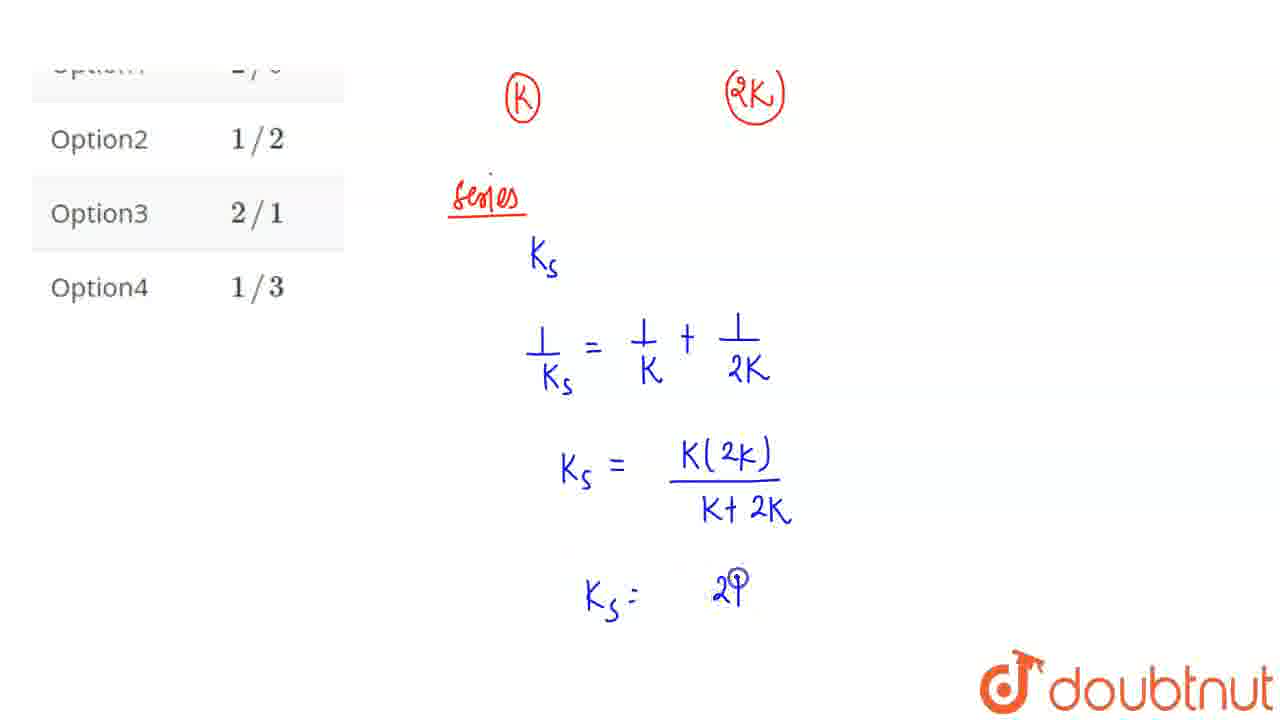 K 2K
Option2 1/2
series
Option3 2/1
Ks
Option4 1/3
1/Ks = 1/K + 1/2K
Ks = K(2K)/K+2K
Ks =
doubtnut